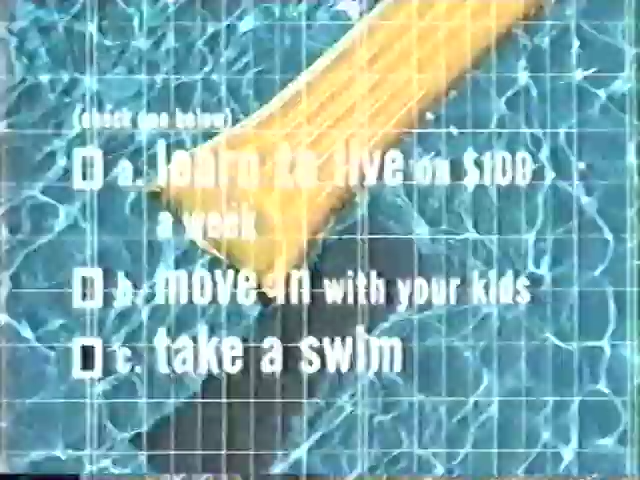 (check one below)
a. learn to live on $100
a week
b. move in with your kids
c. take a swim